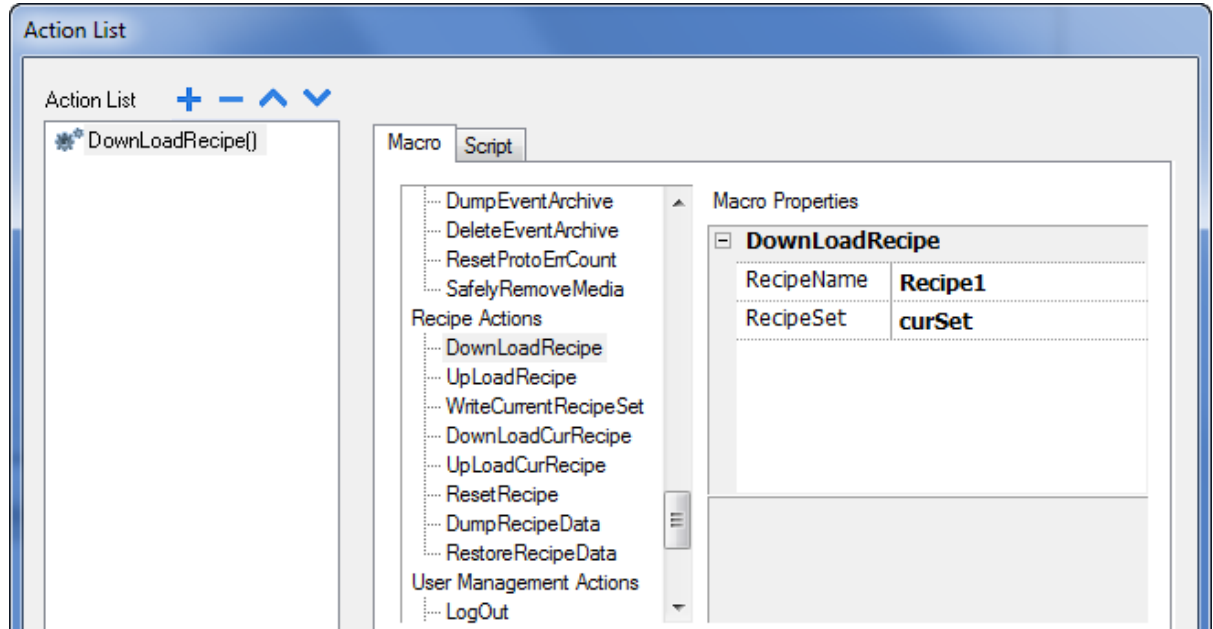 Action List
Action List
DownLoadRecipe()
Macro Script
DumpEventArchive
DeleteEventArchive
ResetProtoErrCount
SafelyRemoveMedia
Recipe Actions
DownLoadRecipe
UpLoadRecipe
WriteCurrentRecipeSet
DownLoadCurRecipe
UpLoadCurRecipe
ResetRecipe
DumpRecipeData
RestoreRecipeData
User Management Actions
LogOut
Macro Properties
DownLoadRecipe
RecipeName Recipe1
RecipeSet curSet